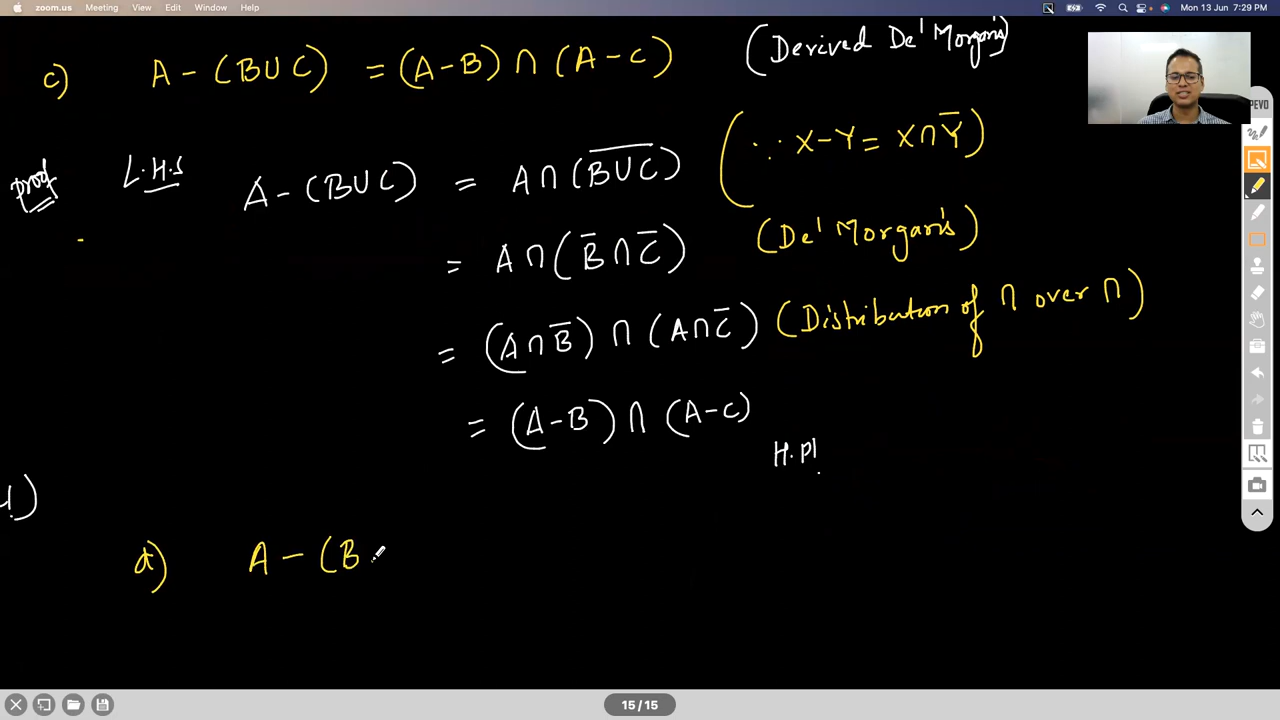 zoom.us Meeting View Edit Window Help Mon 13 Jun 7:29 PM
c) A-(B∪C) = (A-B) ∩ (A-C) (Derived De' Morgan's)
Proof L.H.S A-(B∪C) = A∩(\overline{B∪C}) (∵ X-Y = X∩Y̅)
= A∩(B̅∩C̅) (De' Morgan's)
= (A∩B̅) ∩ (A∩C̅) (Distribution of ∩ over ∩)
= (A-B) ∩ (A-C)
H.P!
d) A-(B
15/15